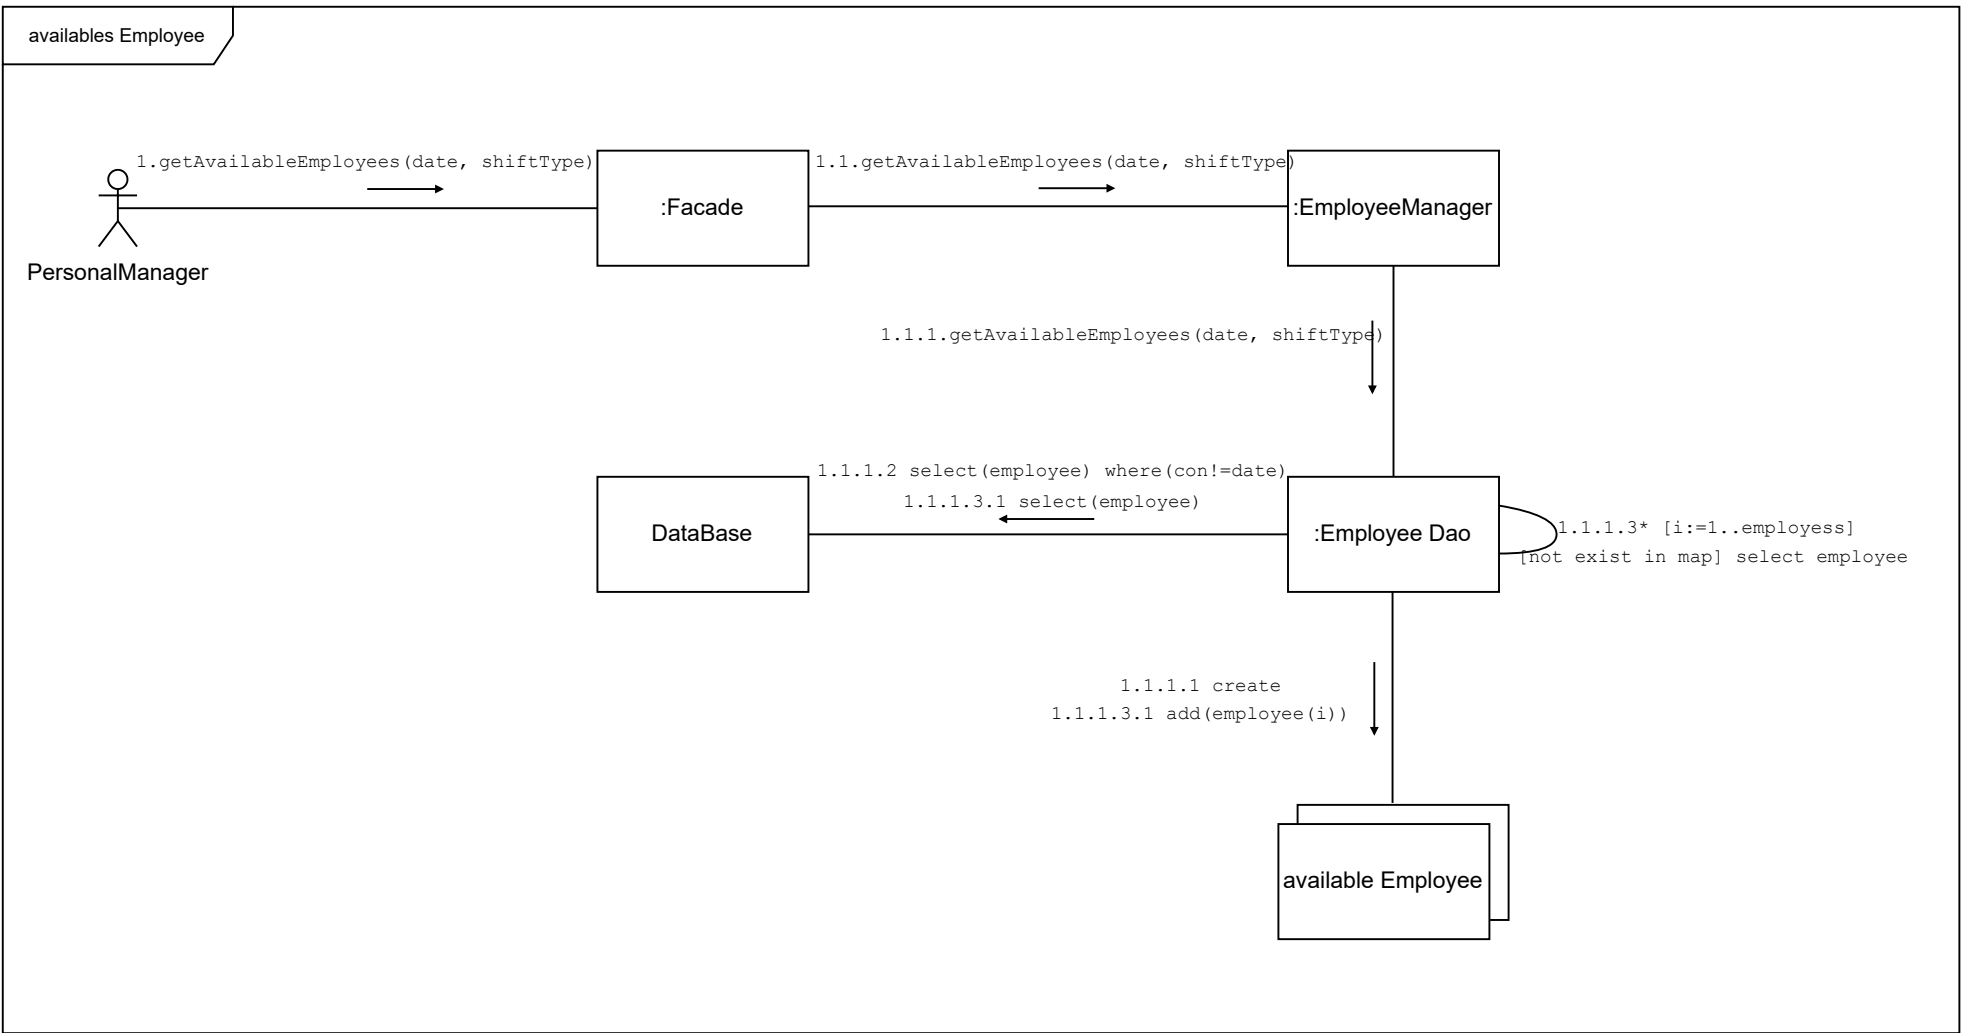 availables Employee
1.getAvailableEmployees(date, shiftType)
1.1.getAvailableEmployees(date, shiftType)
:Facade
:EmployeeManager
PersonalManager
1.1.1.getAvailableEmployees(date, shiftType)
1.1.1.2 select(employee) where(con!=date)
1.1.1.3.1 select(employee)
DataBase
:Employee Dao
1.1.1.3* [i:=1..employess]
[not exist in map] select employee
1.1.1.1 create
1.1.1.3.1 add(employee(i))
available Employee